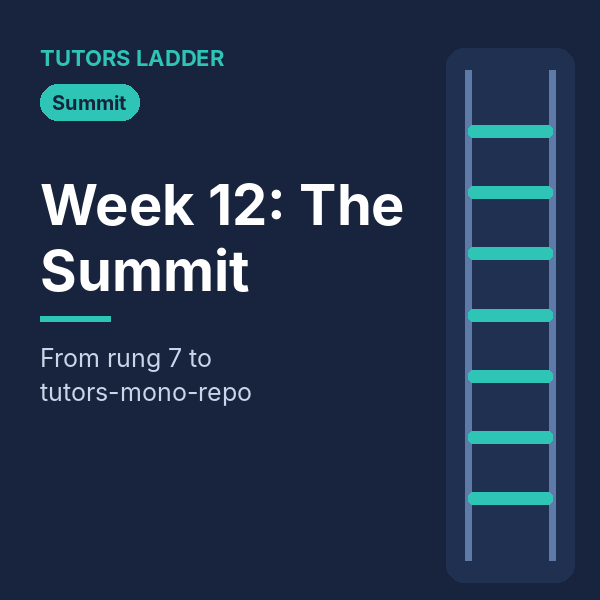 TUTORS LADDER
Summit
Week 12: The
Summit
From rung 7 to
tutors-mono-repo